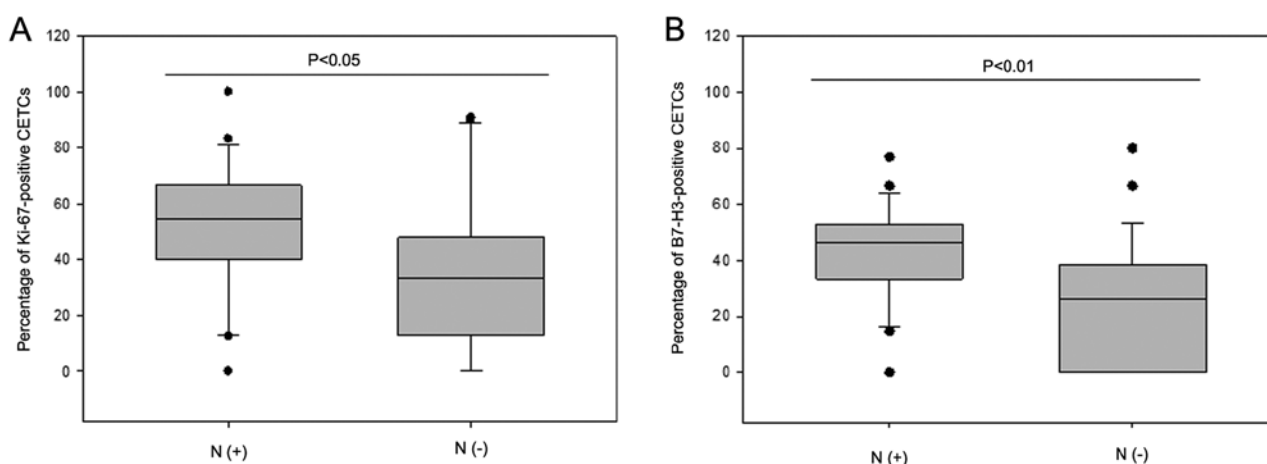 A
Percentage of Ki-67-positive CETCs
120
100
80
60
40
20
0
P<0.05
N (+)
N (-)
B
Percentage of B7-H3-positive CETCs
120
100
80
60
40
20
0
P<0.01
N (+)
N (-)